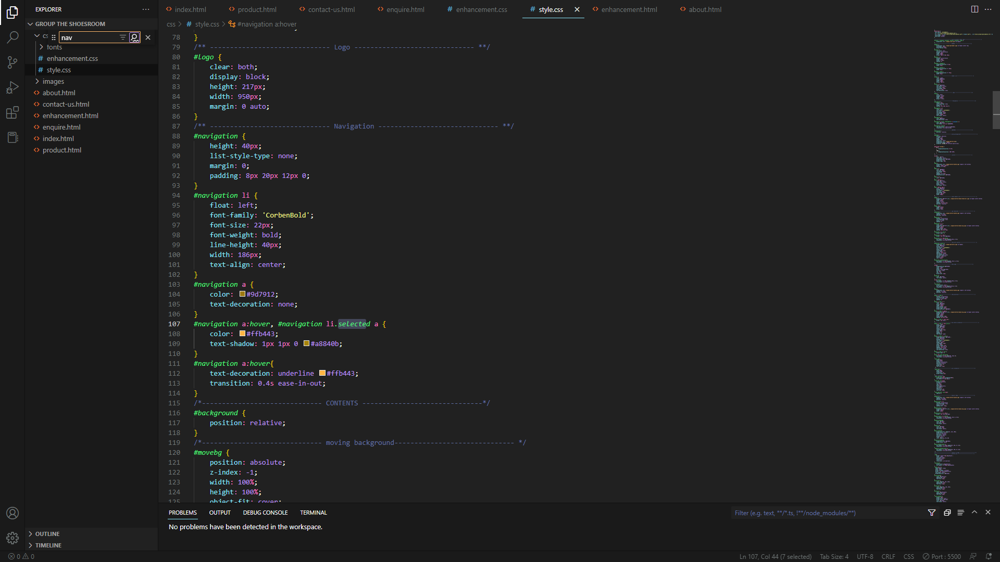 EXPLORER
GROUP THE SHOESROOM
cs
nav
fonts
enhancement.css
style.css
images
about.html
contact-us.html
enhancement.html
enquire.html
index.html
product.html
OUTLINE
TIMELINE
index.html product.html contact-us.html enquire.html enhancement.css style.css enhancement.html about.html
css > style.css > #navigation a:hover
78 }
79 /** ------------------------------ Logo ------------------------------ **/
80 #logo {
81 clear: both;
82 display: block;
83 height: 217px;
84 width: 950px;
85 margin: 0 auto;
86 }
87 /** ------------------------------ Navigation ------------------------------ **/
88 #navigation {
89 height: 40px;
90 list-style-type: none;
91 margin: 0;
92 padding: 8px 20px 12px 0;
93 }
94 #navigation li {
95 float: left;
96 font-family: 'CorbenBold';
97 font-size: 22px;
98 font-weight: bold;
99 line-height: 40px;
100 width: 186px;
101 text-align: center;
102 }
103 #navigation a {
104 color: #9d7912;
105 text-decoration: none;
106 }
107 #navigation a:hover, #navigation li.selected a {
108 color: #ffb443;
109 text-shadow: 1px 1px 0 #a8840b;
110 }
111 #navigation a:hover{
112 text-decoration: underline #ffb443;
113 transition: 0.4s ease-in-out;
114 }
115 /*------------------------------ CONTENTS ------------------------------*/
116 #background {
117 position: relative;
118 }
119 /*------------------------------ moving background------------------------------ */
120 #movebg {
121 position: absolute;
122 z-index: -1;
123 width: 100%;
124 height: 100%;
125 object-fit: cover;
PROBLEMS OUTPUT DEBUG CONSOLE TERMINAL
Filter (e.g. text, **/*.ts, !**/node_modules/**)
No problems have been detected in the workspace.
0 0
Ln 107, Col 44 (7 selected) Tab Size: 4 UTF-8 CRLF CSS Port : 5500